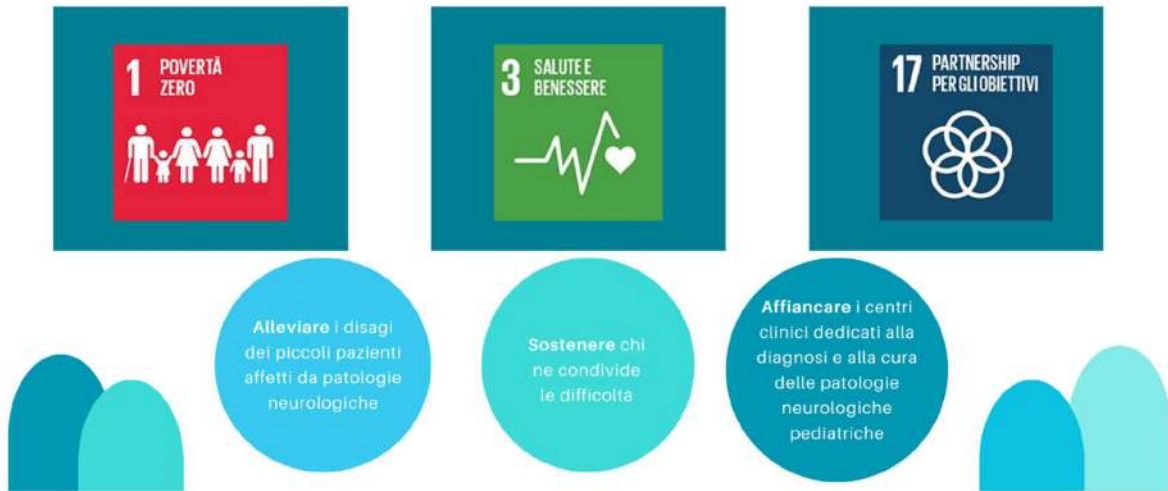 1 POVERTÀ
ZERO
3 SALUTE E
BENESSERE
17 PARTNERSHIP
PER GLI OBIETTIVI
Alleviare i disagi
dei piccoli pazienti
affetti da patologie
neurologiche
Sostenere chi
ne condivide
le difficoltà
Affiancare i centri
clinici dedicati alla
diagnosi e alla cura
delle patologie
neurologiche
pediatriche